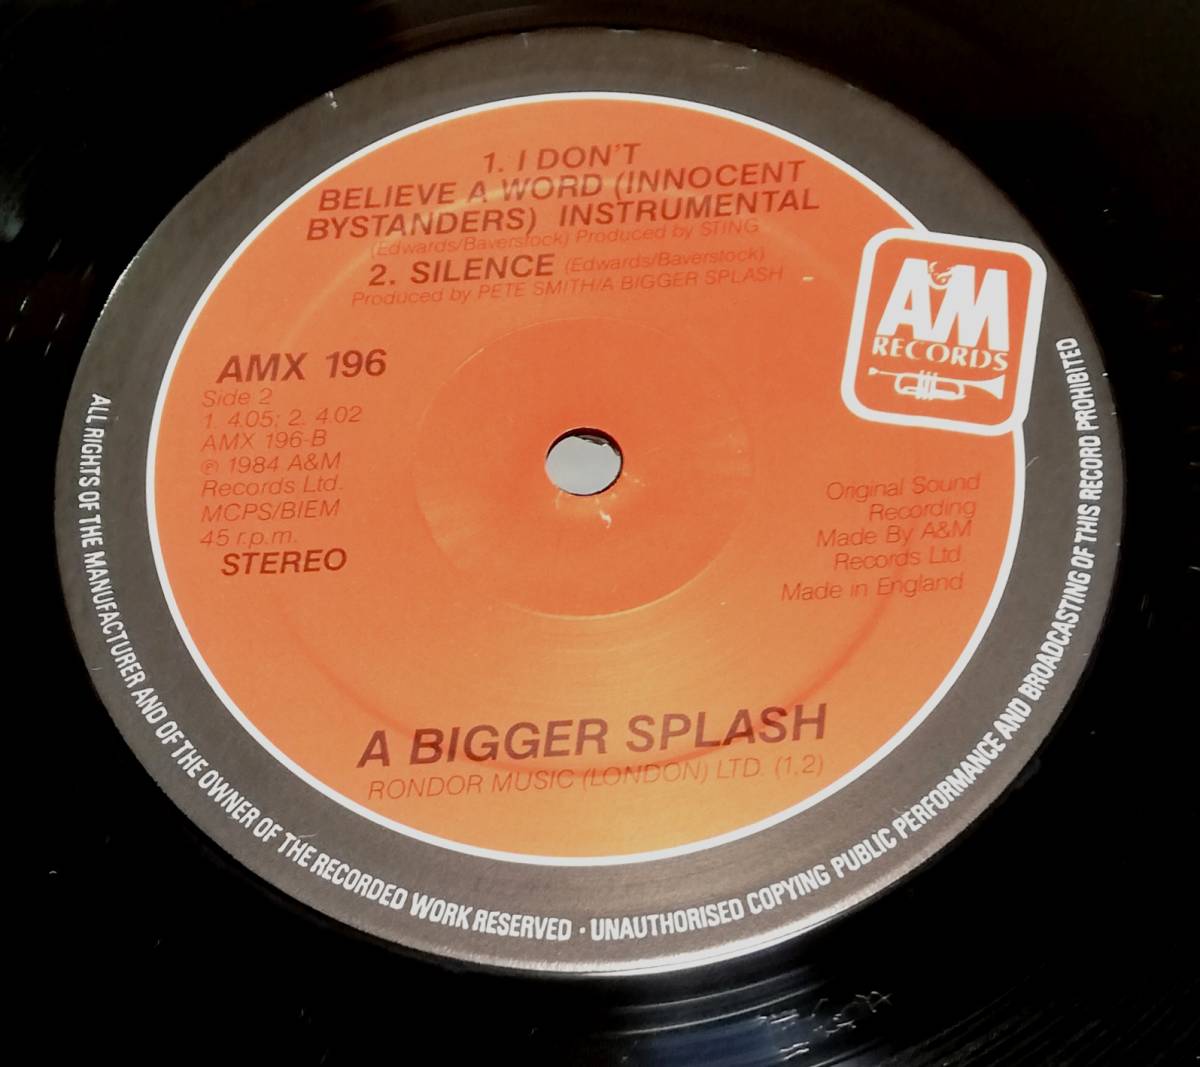 1. I DON'T
BELIEVE A WORD (INNOCENT
BYSTANDERS) INSTRUMENTAL
(Edwards/Baverstock) Produced by STING
2. SILENCE (Edwards/Baverstock)
Produced by PETE SMITH/A BIGGER SPLASH
AMX 196
Side 2
1. 4.05; 2. 4.02
AMX 196-B
℗ 1984 A&M
Records Ltd.
MCPS/BIEM
45 r.p.m.
STEREO
A&M
RECORDS
Original Sound
Recording
Made By A&M
Records Ltd.
Made in England
A BIGGER SPLASH
RONDOR MUSIC (LONDON) LTD. (1,2)
ALL RIGHTS OF THE MANUFACTURER AND OF THE OWNER OF THE RECORDED WORK RESERVED · UNAUTHORISED COPYING PUBLIC PERFORMANCE AND BROADCASTING OF THIS RECORD PROHIBITED